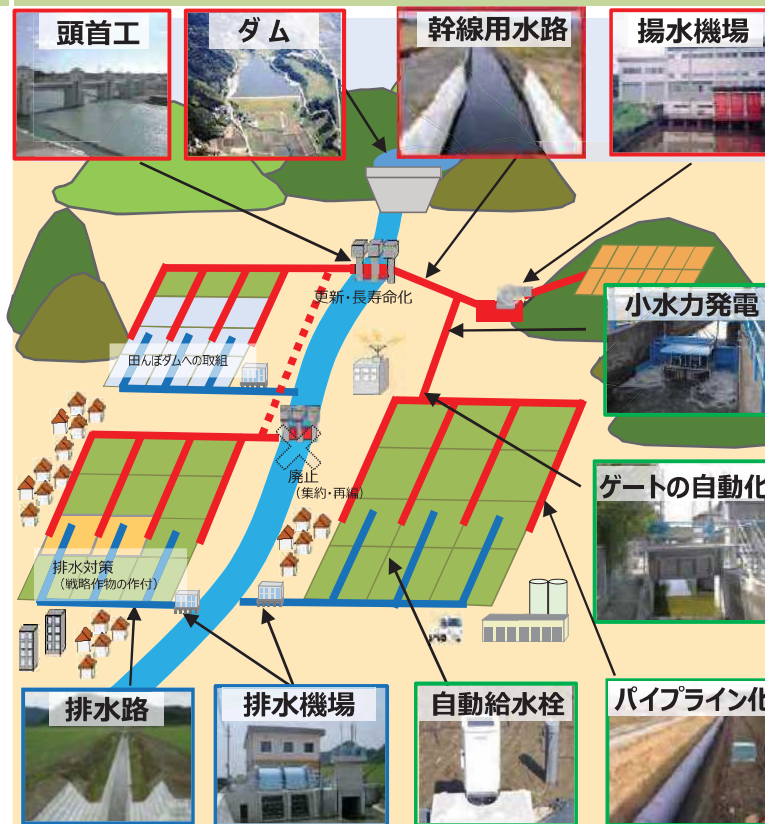 頭首工
ダム
幹線用水路
揚水機場
更新・長寿命化
小水力発電
田んぼダムへの取組
廃止
（集約・再編）
ゲートの自動化
排水対策
（戦略作物の作付）
排水路
排水機場
自動給水栓
パイプライン化